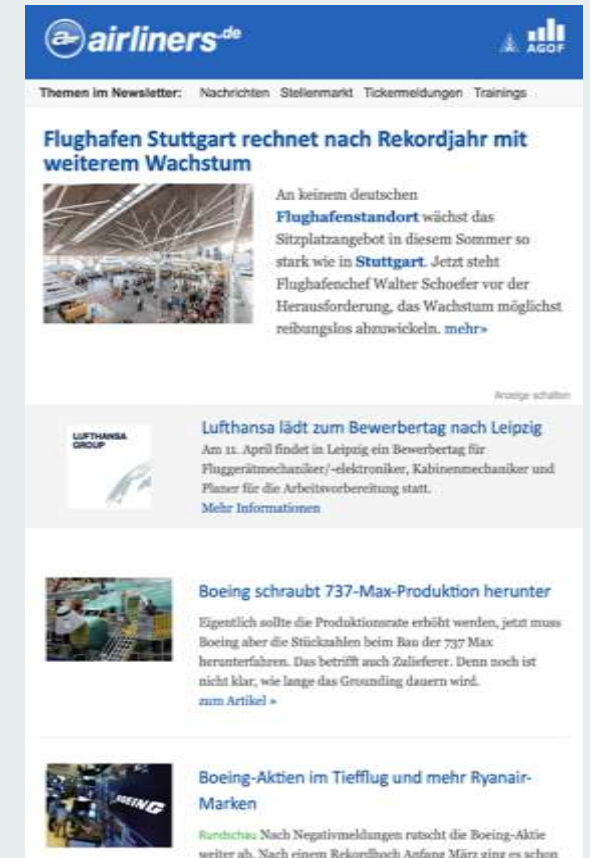 airliners.de
AGOF
Themen im Newsletter: Nachrichten Stellenmarkt Tickermeldungen Trainings
Flughafen Stuttgart rechnet nach Rekordjahr mit
weiterem Wachstum
An keinem deutschen
Flughafenstandort wächst das
Sitzplatzangebot in diesem Sommer so
stark wie in Stuttgart. Jetzt steht
Flughafenchef Walter Schoefer vor der
Herausforderung, das Wachstum möglichst
reibungslos abzuwickeln. mehr»
Anzeige schalten
LUFTHANSA
GROUP
Lufthansa lädt zum Bewerbertag nach Leipzig
Am 11. April findet in Leipzig ein Bewerbertag für
Fluggerätmechaniker/-elektroniker, Kabinenmechaniker und
Planer für die Arbeitsvorbereitung statt.
Mehr Informationen
Boeing schraubt 737-Max-Produktion herunter
Eigentlich sollte die Produktionsrate erhöht werden, jetzt muss
Boeing aber die Stückzahlen beim Bau der 737 Max
herunterfahren. Das betrifft auch Zulieferer. Denn noch ist
nicht klar, wie lange das Grounding dauern wird.
zum Artikel »
BOEING
Boeing-Aktien im Tiefflug und mehr Ryanair-
Marken
Rundschau Nach Negativmeldungen rutscht die Boeing-Aktie
weiter ab. Nach einem Rekordhoch Anfang März ging es schon